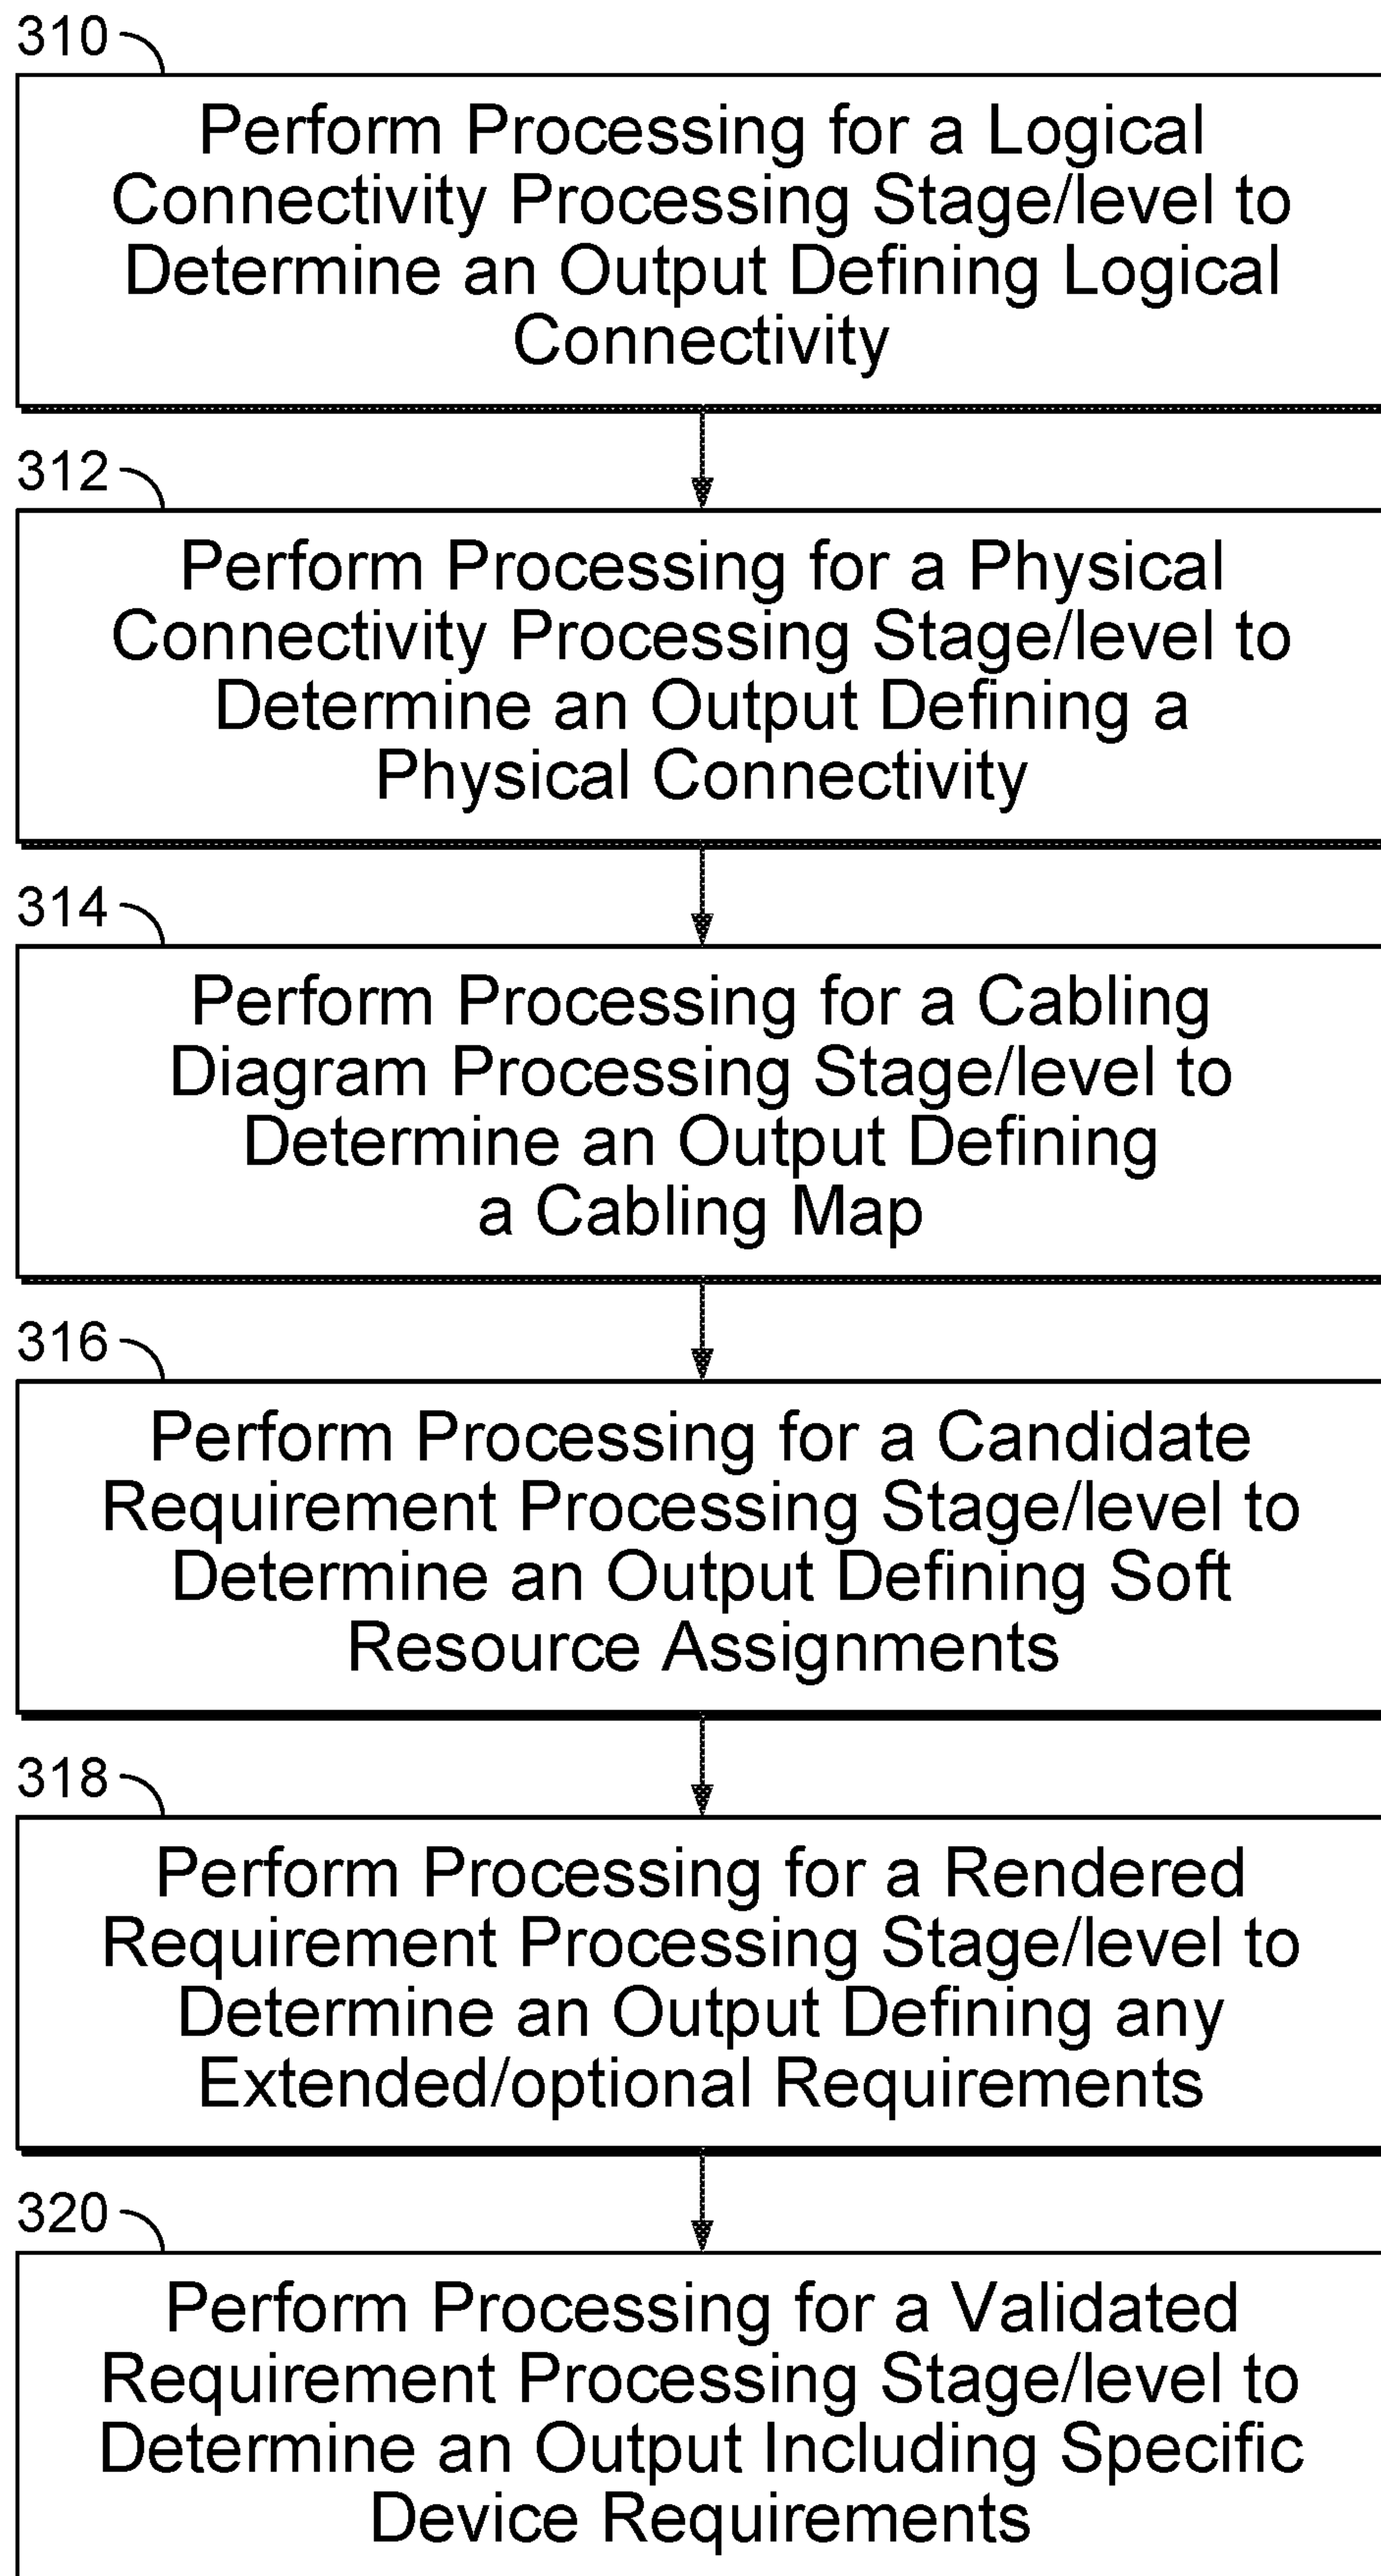 310
Perform Processing for a Logical
Connectivity Processing Stage/level to
Determine an Output Defining Logical
Connectivity
312
Perform Processing for a Physical
Connectivity Processing Stage/level to
Determine an Output Defining a
Physical Connectivity
314
Perform Processing for a Cabling
Diagram Processing Stage/level to
Determine an Output Defining
a Cabling Map
316
Perform Processing for a Candidate
Requirement Processing Stage/level to
Determine an Output Defining Soft
Resource Assignments
318
Perform Processing for a Rendered
Requirement Processing Stage/level to
Determine an Output Defining any
Extended/optional Requirements
320
Perform Processing for a Validated
Requirement Processing Stage/level to
Determine an Output Including Specific
Device Requirements